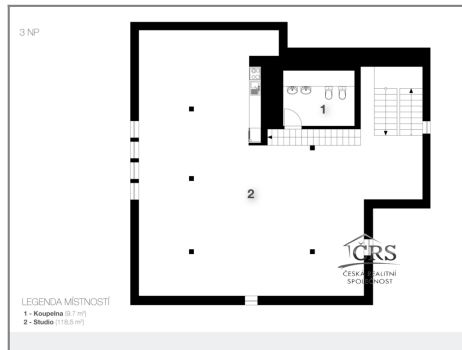 3 NP
1
2
ČRS
ČESKÁ REALITNÍ
SPOLEČNOST
LEGENDA MÍSTNOSTÍ
1 - Koupelna (9,7 m²)
2 - Studio (118,5 m²)